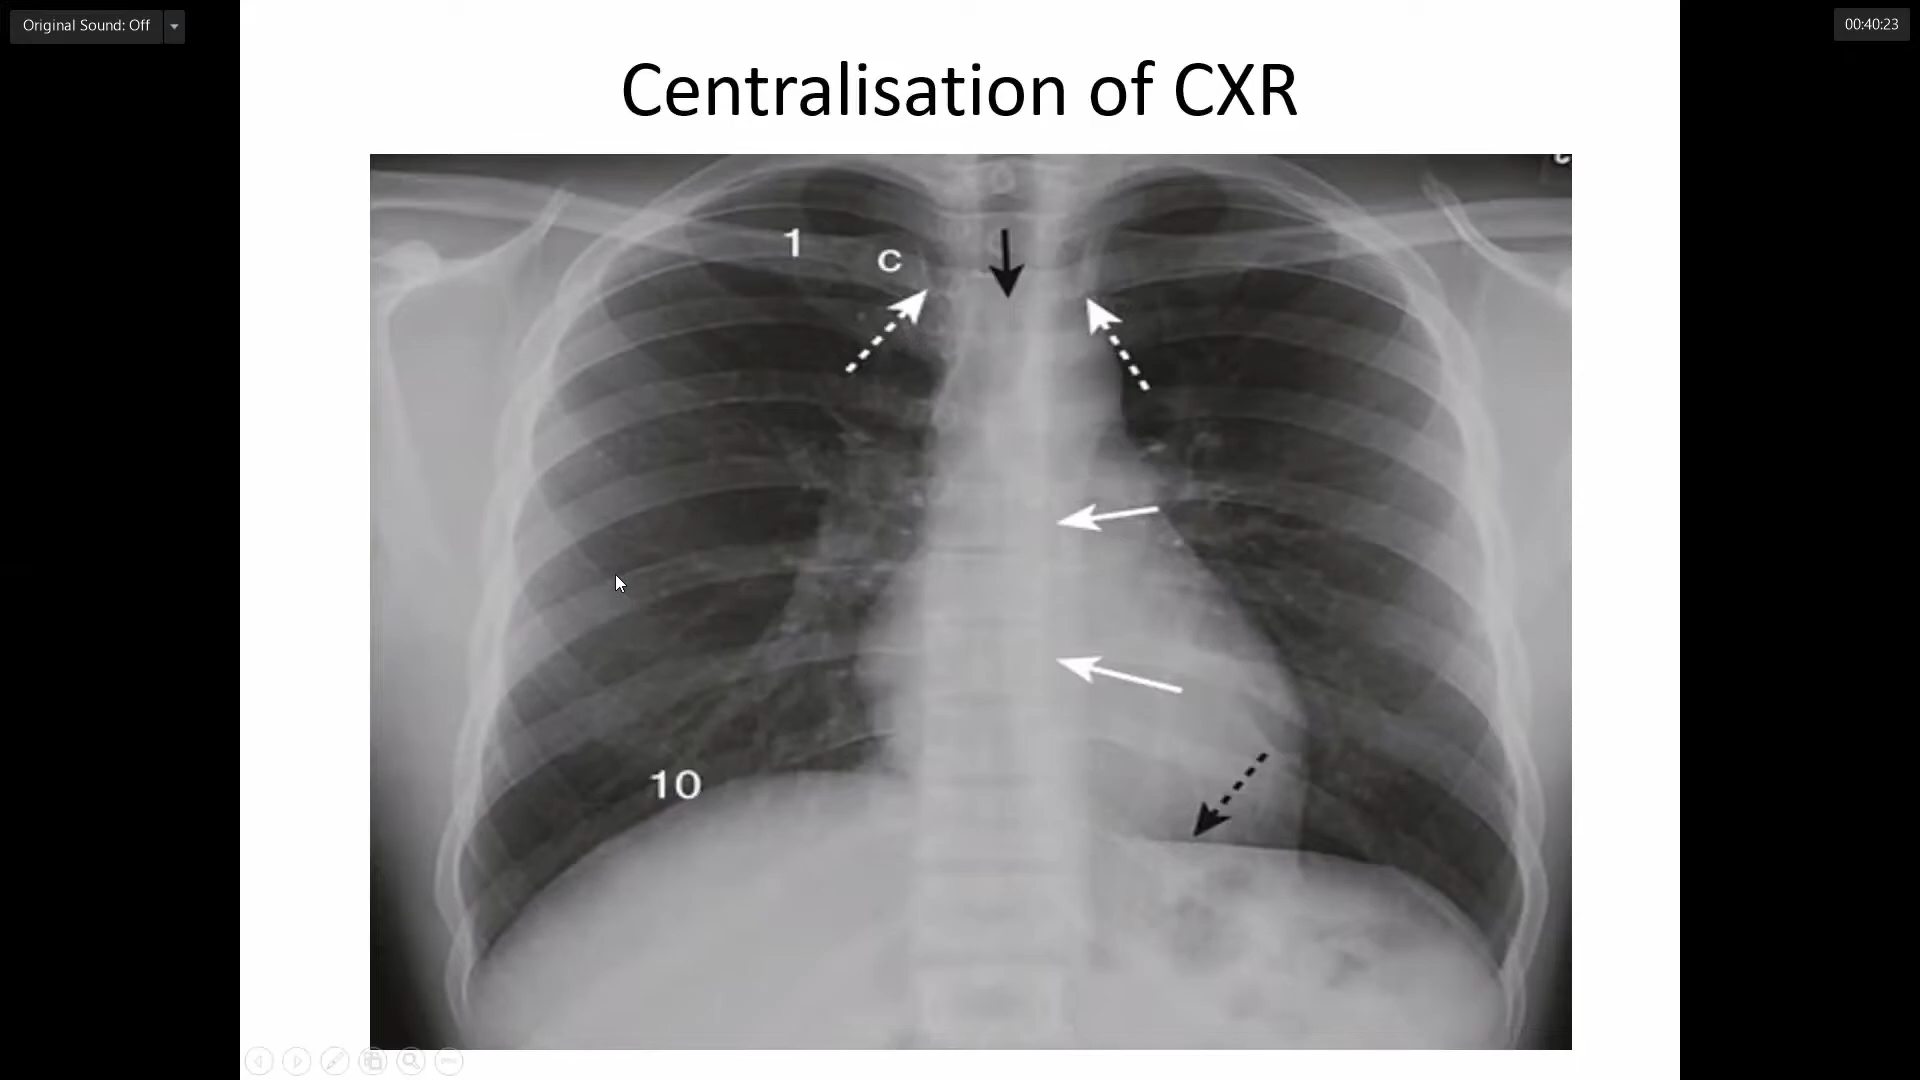 Original Sound: Off
00:40:23
Centralisation of CXR
1
C
10